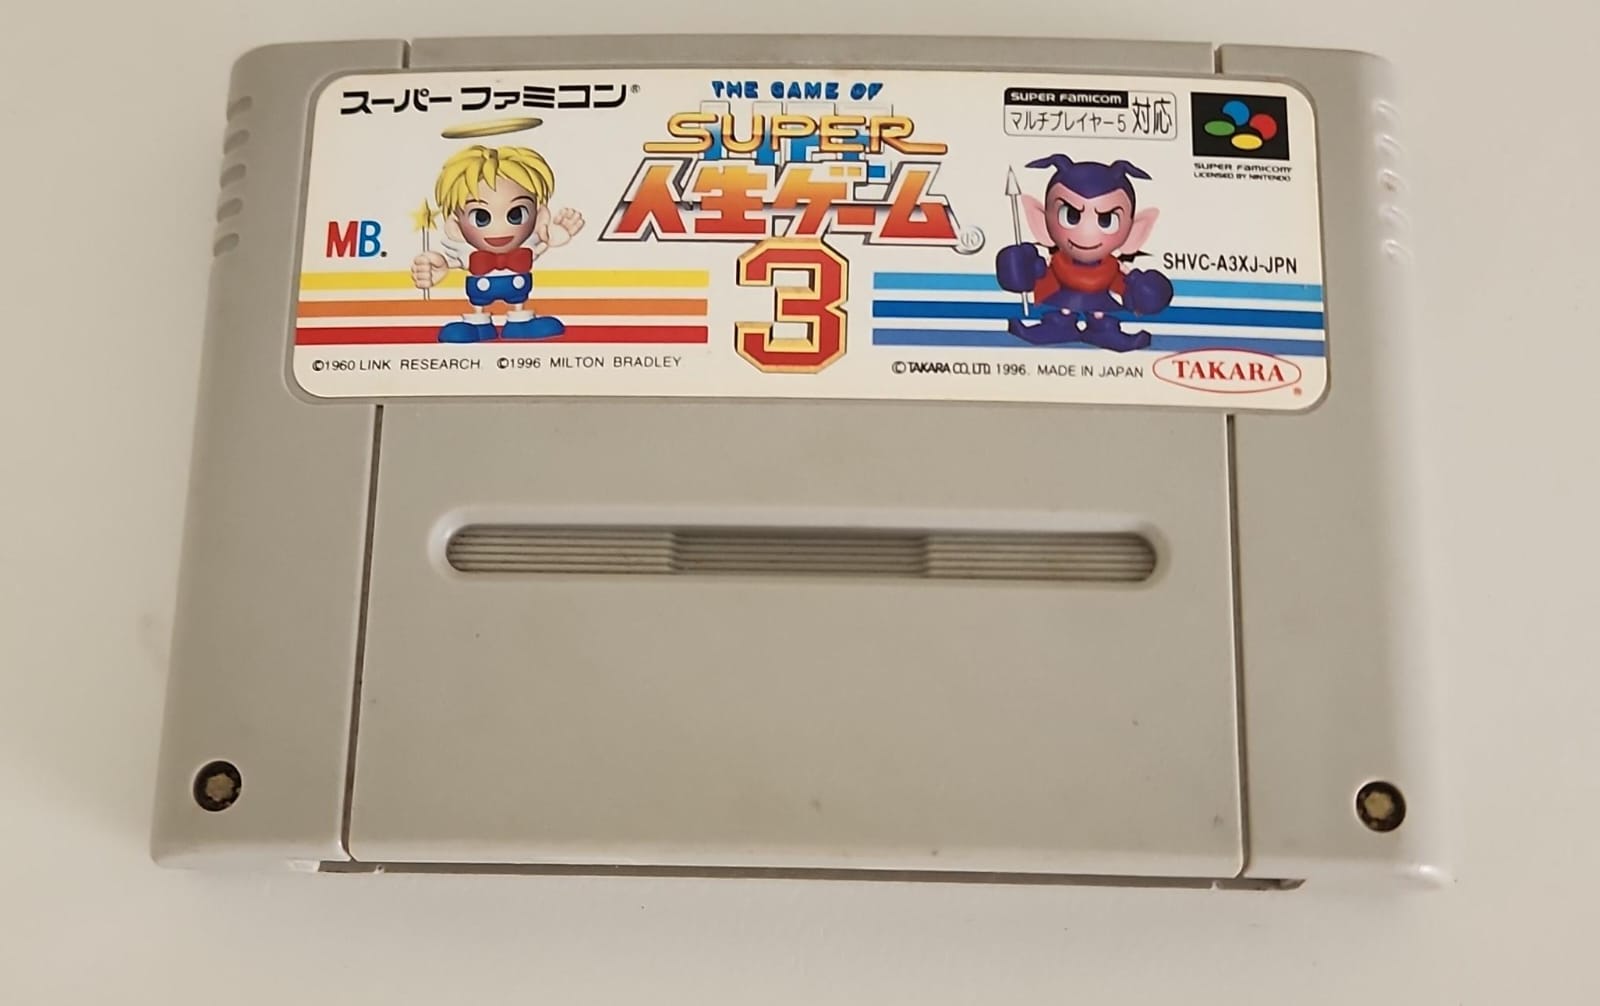 スーパーファミコン®
THE GAME OF
LIFE
SUPER
人生ゲーム®
3
SUPER FAMICOM
マルチプレイヤー5 対応
SUPER FAMICOM
LICENSED BY NINTENDO
MB.
SHVC-A3XJ-JPN
©1960 LINK RESEARCH. ©1996 MILTON BRADLEY
©TAKARA CO., LTD. 1996. MADE IN JAPAN
TAKARA®